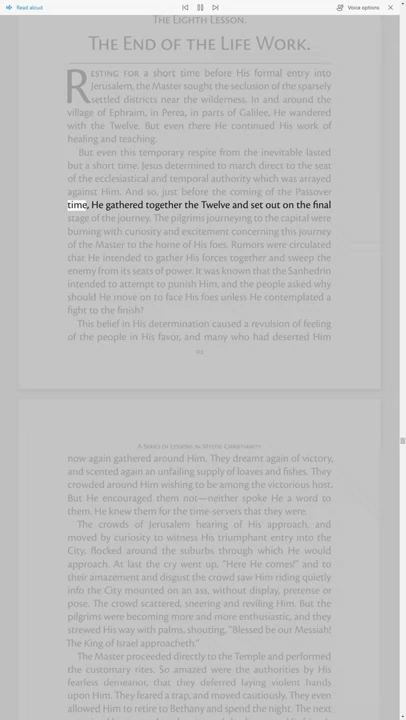 Read aloud
Voice options
THE EIGHTH LESSON.
THE END OF THE LIFE WORK.
RESTING FOR a short time before His formal entry into
Jerusalem, the Master sought the seclusion of the sparsely
settled districts near the wilderness. In and around the
village of Ephraim, in Perea, in parts of Galilee, He wandered
with the Twelve. But even there He continued His work of
healing and teaching.
But even this temporary respite from the inevitable lasted
but a short time. Jesus determined to march direct to the seat
of the ecclesiastical and temporal authority which was arrayed
against Him. And so, just before the coming of the Passover
time, He gathered together the Twelve and set out on the final
stage of the journey. The pilgrims journeying to the capital were
burning with curiosity and excitement concerning this journey
of the Master to the home of His foes. Rumors were circulated
that He intended to gather His forces together and sweep the
enemy from its seats of power. It was known that the Sanhedrin
intended to attempt to punish Him, and the people asked why
should He move on to face His foes unless He contemplated a
fight to the finish?
This belief in His determination caused a revulsion of feeling
of the people in His favor, and many who had deserted Him
A SERIES OF LESSONS IN MYSTIC CHRISTIANITY
now again gathered around Him. They dreamt again of victory,
and scented again an unfailing supply of loaves and fishes. They
crowded around Him wishing to be among the victorious host.
But He encouraged them not—neither spoke He a word to
them. He knew them for the time-servers that they were.
The crowds of Jerusalem hearing of His approach, and
moved by curiosity to witness His triumphant entry into the
City, flocked around the suburbs through which He would
approach. At last the cry went up, "Here He comes!" and to
their amazement and disgust the crowd saw Him riding quietly
into the City mounted on an ass, without display, pretense or
pose. The crowd scattered, sneering and reviling Him. But the
pilgrims were becoming more and more enthusiastic, and they
strewed His way with palms, shouting, "Blessed be our Messiah!
The King of Israel approacheth."
The Master proceeded directly to the Temple and performed
the customary rites. So amazed were the authorities by His
fearless demeanor, that they deferred laying violent hands
upon Him. They feared a trap, and moved cautiously. They even
allowed Him to retire to Bethany and spend the night. The next